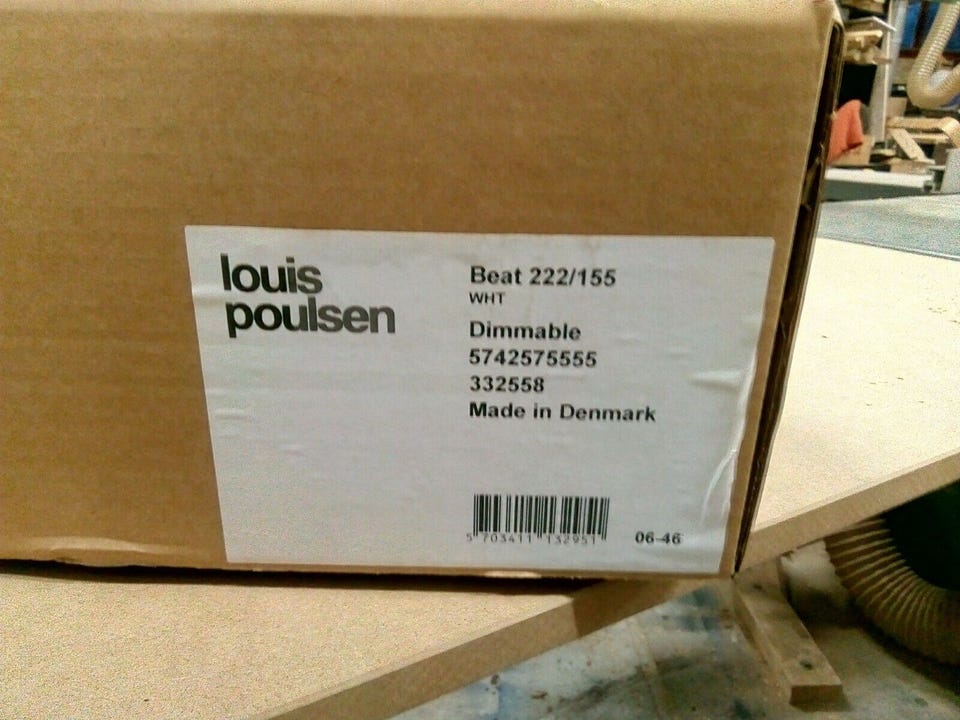 louis
poulsen
Beat 222/155
WHT
Dimmable
5742575555
332558
Made in Denmark
5 703411 132951
06-46